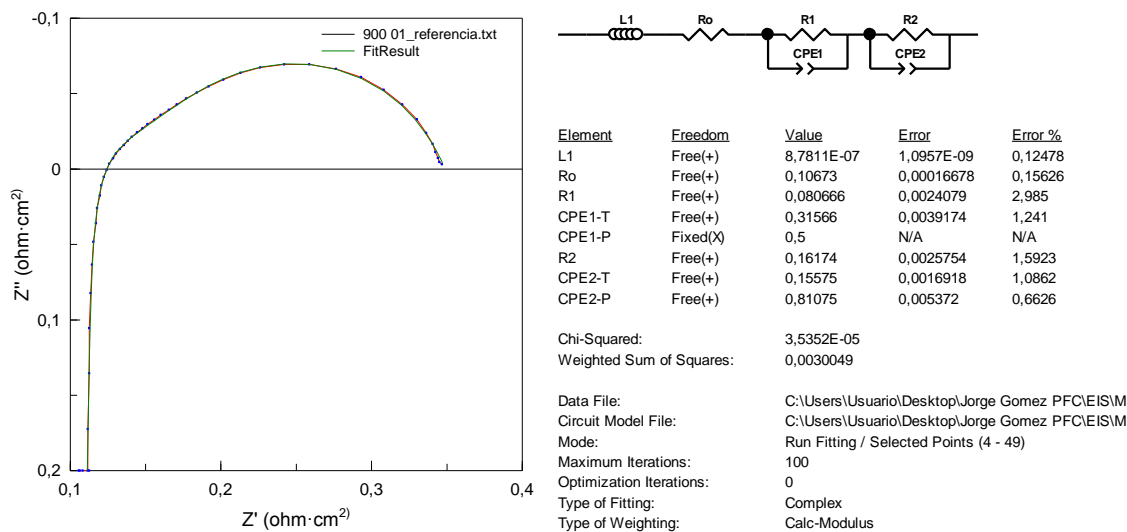 -0,1
0
0,1
0,2
Z'' (ohm·cm²)
900 01_referencia.txt
FitResult
0,1
0,2
0,3
0,4
Z' (ohm·cm²)
L1 Ro R1 R2
CPE1 CPE2
Element Freedom Value Error Error %
L1 Free(+) 8,7811E-07 1,0957E-09 0,12478
Ro Free(+) 0,10673 0,00016678 0,15626
R1 Free(+) 0,080666 0,0024079 2,985
CPE1-T Free(+) 0,31566 0,0039174 1,241
CPE1-P Fixed(X) 0,5 N/A N/A
R2 Free(+) 0,16174 0,0025754 1,5923
CPE2-T Free(+) 0,15575 0,0016918 1,0862
CPE2-P Free(+) 0,81075 0,005372 0,6626
Chi-Squared: 3,5352E-05
Weighted Sum of Squares: 0,0030049
Data File: C:\Users\Usuario\Desktop\Jorge Gomez PFC\EIS\M
Circuit Model File: C:\Users\Usuario\Desktop\Jorge Gomez PFC\EIS\M
Mode: Run Fitting / Selected Points (4 - 49)
Maximum Iterations: 100
Optimization Iterations: 0
Type of Fitting: Complex
Type of Weighting: Calc-Modulus